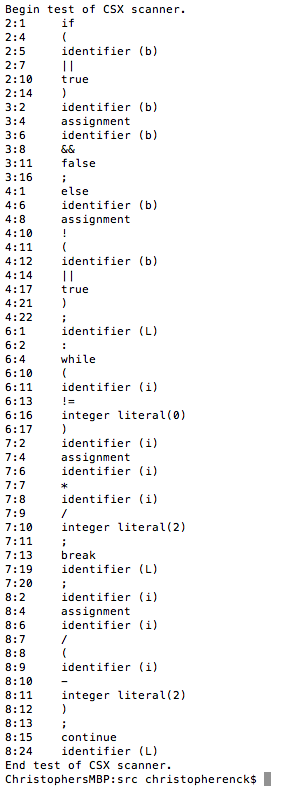 Begin test of CSX scanner.
2:1 if
2:4 (
2:5 identifier (b)
2:7 ||
2:10 true
2:14 )
3:2 identifier (b)
3:4 assignment
3:6 identifier (b)
3:8 &&
3:11 false
3:16 ;
4:1 else
4:6 identifier (b)
4:8 assignment
4:10 !
4:11 (
4:12 identifier (b)
4:14 ||
4:17 true
4:21 )
4:22 ;
6:1 identifier (L)
6:2 :
6:4 while
6:10 (
6:11 identifier (i)
6:13 !=
6:16 integer literal(0)
6:17 )
7:2 identifier (i)
7:4 assignment
7:6 identifier (i)
7:7 *
7:8 identifier (i)
7:9 /
7:10 integer literal(2)
7:11 ;
7:13 break
7:19 identifier (L)
7:20 ;
8:2 identifier (i)
8:4 assignment
8:6 identifier (i)
8:7 /
8:8 (
8:9 identifier (i)
8:10 -
8:11 integer literal(2)
8:12 )
8:13 ;
8:15 continue
8:24 identifier (L)
End test of CSX scanner.
ChristophersMBP:src christopherenck$